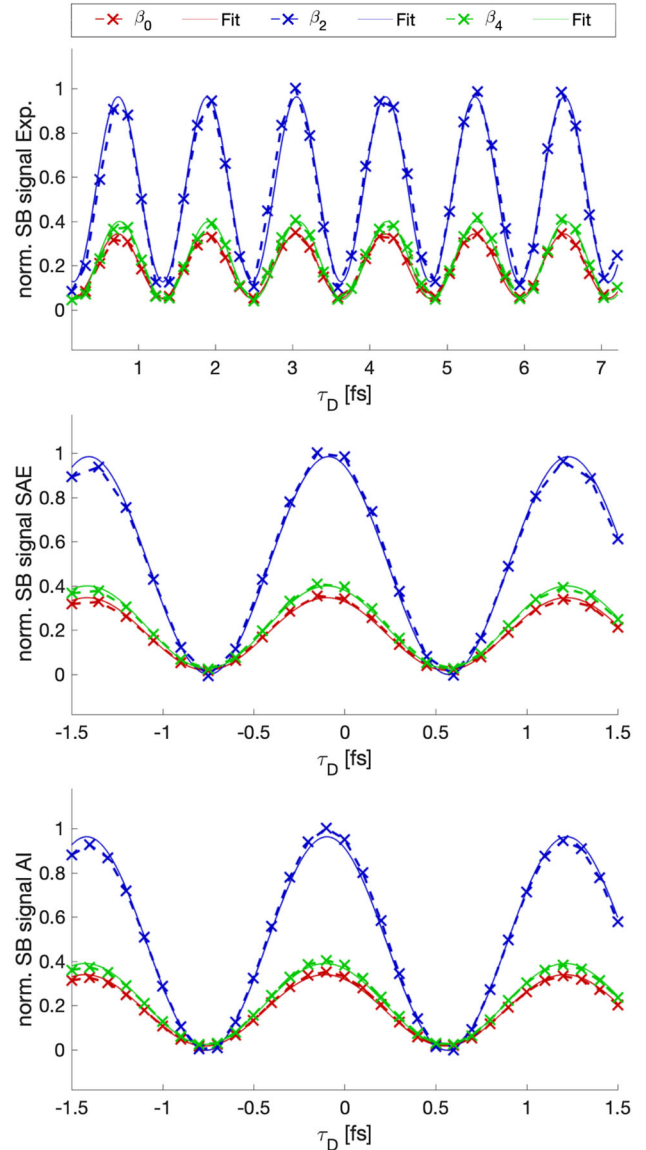 β0 Fit β2 Fit β4 Fit
norm. SB signal Exp.
1
0.8
0.6
0.4
0.2
0
1 2 3 4 5 6 7
τD [fs]
norm. SB signal SAE
1
0.8
0.6
0.4
0.2
0
-1.5 -1 -0.5 0 0.5 1 1.5
τD [fs]
norm. SB signal AI
1
0.8
0.6
0.4
0.2
0
-1.5 -1 -0.5 0 0.5 1 1.5
τD [fs]